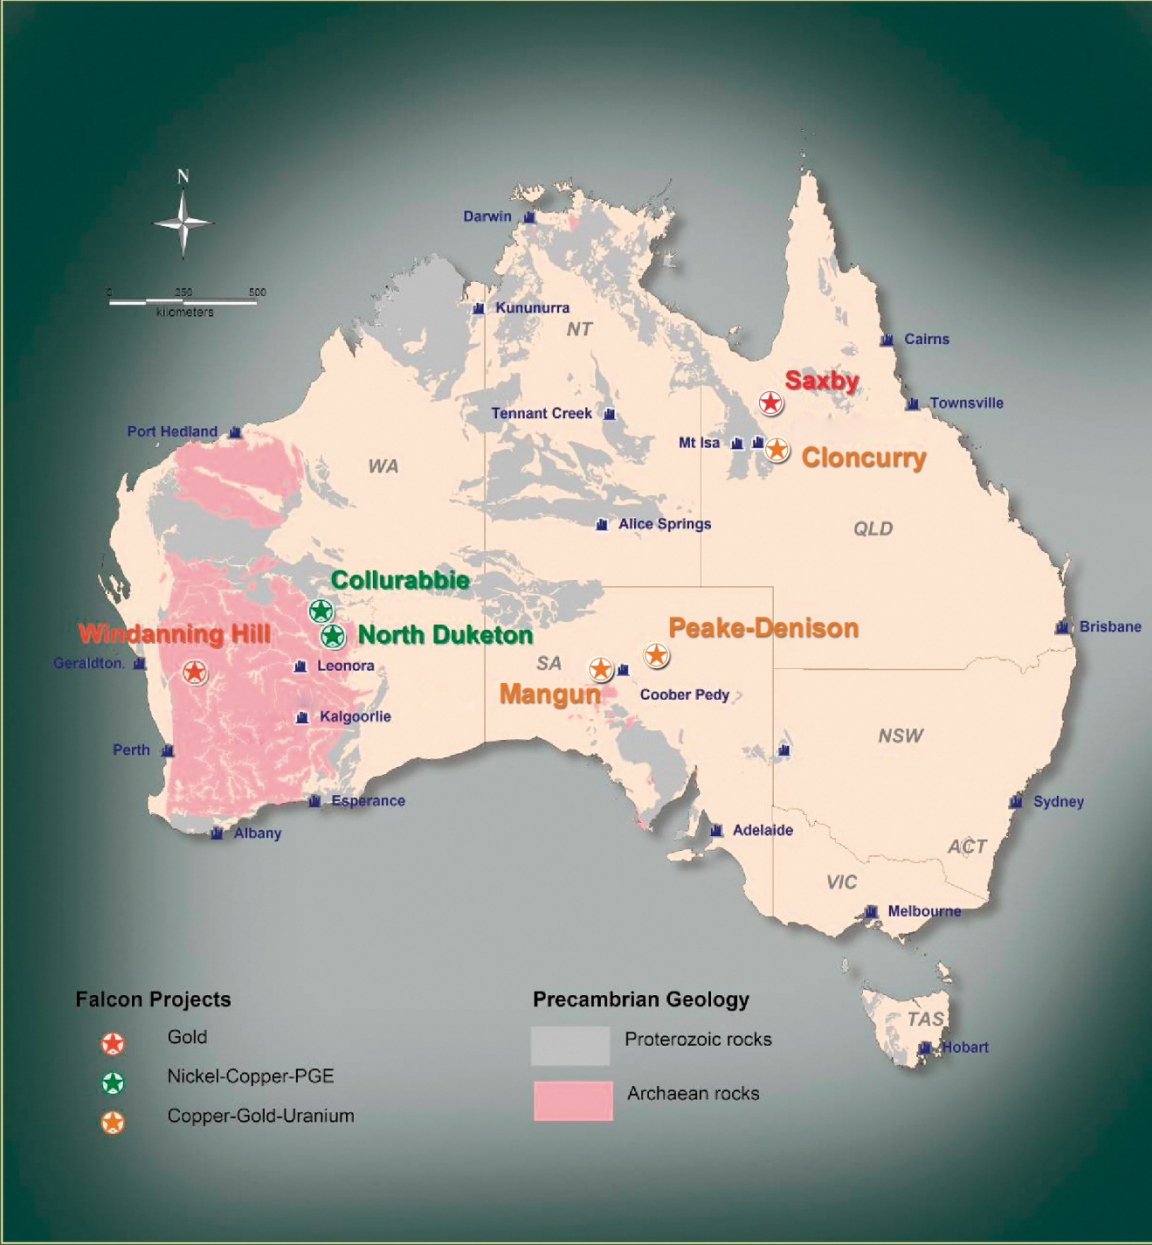 N
0 250 500
kilometers
Darwin
Kununurra
NT
Cairns
Saxby
Townsville
Tennant Creek
Port Hedland
Mt Isa
Cloncurry
WA
Alice Springs
QLD
Collurabbie
Windanning Hill
North Duketon
Peake-Denison
Brisbane
Geraldton
Leonora
SA
Mangun
Coober Pedy
Kalgoorlie
NSW
Perth
Esperance
Sydney
Albany
Adelaide
ACT
VIC
Melbourne
TAS
Hobart
Falcon Projects
Gold
Nickel-Copper-PGE
Copper-Gold-Uranium
Precambrian Geology
Proterozoic rocks
Archaean rocks